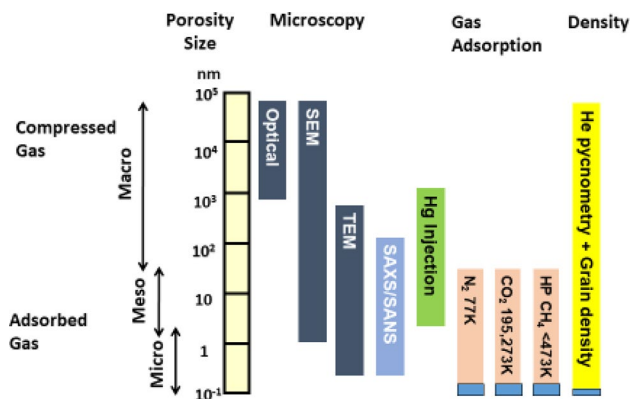 Porosity Size
Microscopy
Gas Adsorption
Density
nm
10⁵
10⁴
10³
10²
10
1
10⁻¹
Compressed Gas
Adsorbed Gas
Macro
Meso
Micro
Optical
SEM
TEM
SAXS/SANS
Hg Injection
N₂ 77K
CO₂ 195,273K
HP CH₄ <473K
He pycnometry + Grain density